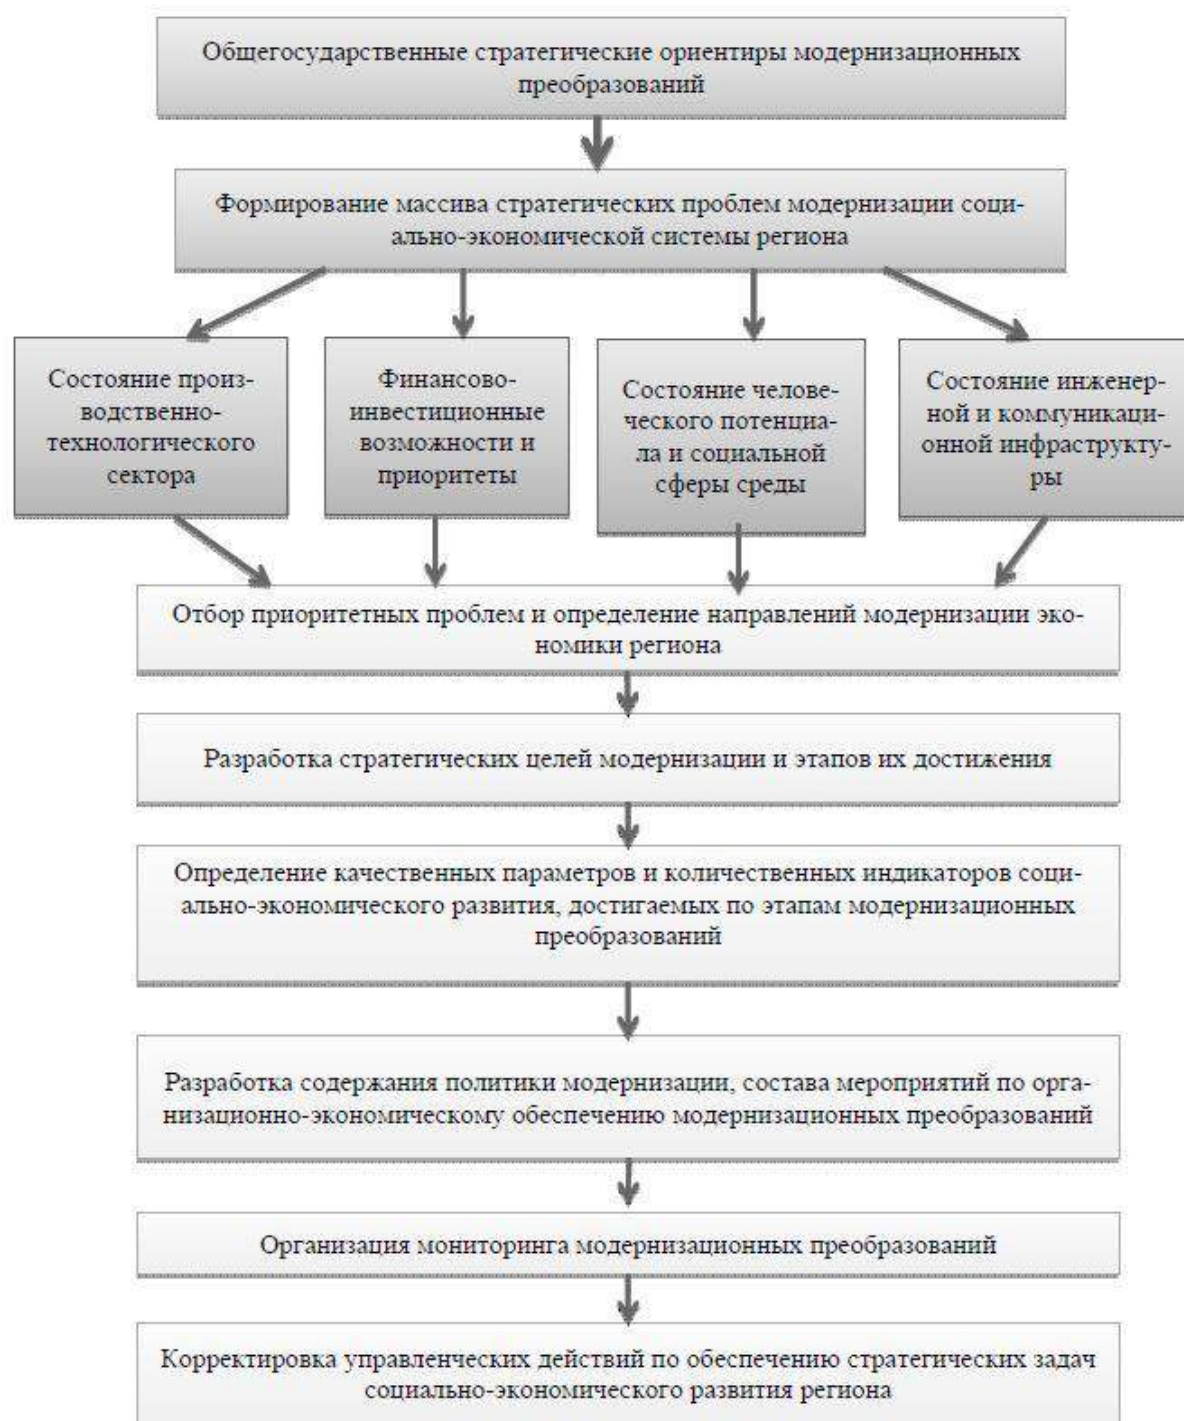 Общегосударственные стратегические ориентиры модернизационных
преобразований
Формирование массива стратегических проблем модернизации соци-
ально-экономической системы региона
Состояние произ-
водственно-
технологического
сектора
Финансово-
инвестиционные
возможности и
приоритеты
Состояние челове-
ческого потенциа-
ла и социальной
сферы среды
Состояние инженер-
ной и коммуникаци-
онной инфраструкту-
ры
Отбор приоритетных проблем и определение направлений модернизации эко-
номики региона
Разработка стратегических целей модернизации и этапов их достижения
Определение качественных параметров и количественных индикаторов соци-
ально-экономического развития, достигаемых по этапам модернизационных
преобразований
Разработка содержания политики модернизации, состава мероприятий по орга-
низационно-экономическому обеспечению модернизационных преобразований
Организация мониторинга модернизационных преобразований
Корректировка управленческих действий по обеспечению стратегических задач
социально-экономического развития региона